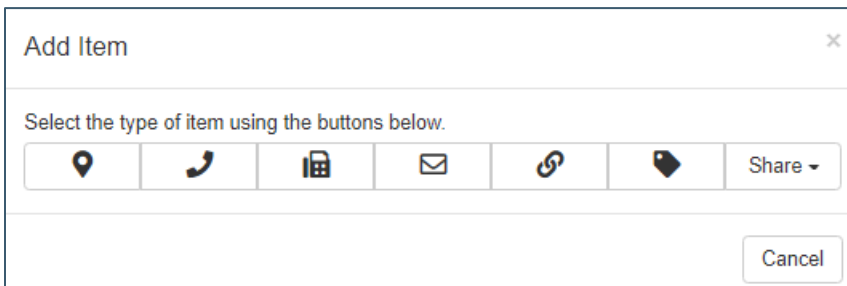 Add Item
Select the type of item using the buttons below.
Share
Cancel